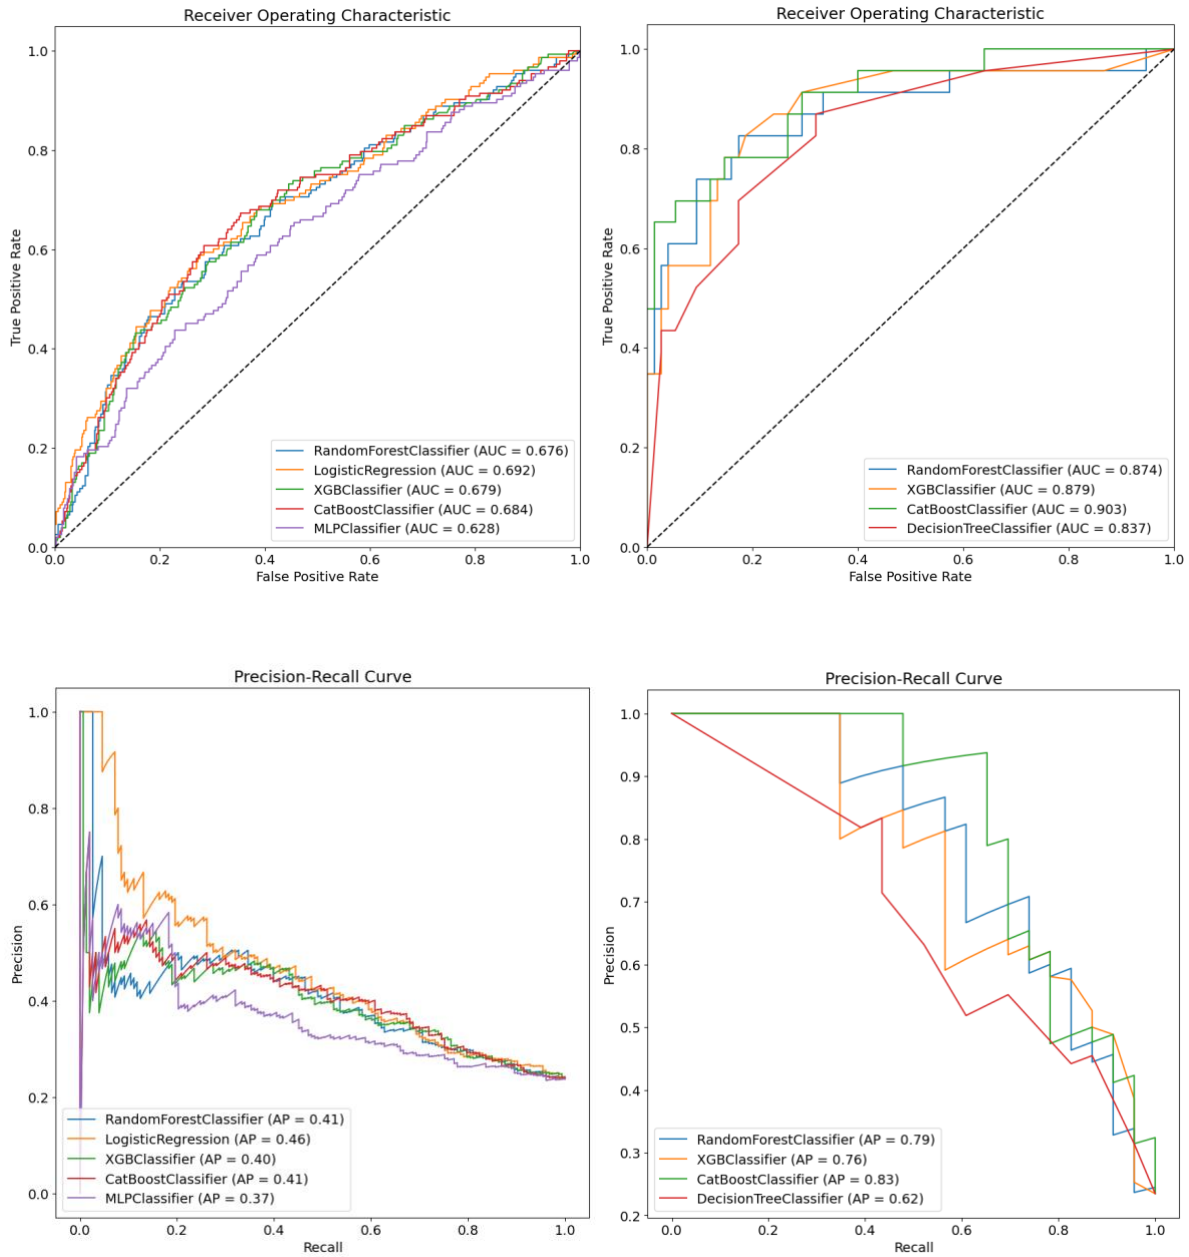 Receiver Operating Characteristic
True Positive Rate
1.0
0.8
0.6
0.4
0.2
0.0
RandomForestClassifier (AUC = 0.676)
LogisticRegression (AUC = 0.692)
XGBClassifier (AUC = 0.679)
CatBoostClassifier (AUC = 0.684)
MLPClassifier (AUC = 0.628)
0.0 0.2 0.4 0.6 0.8 1.0
False Positive Rate
Receiver Operating Characteristic
True Positive Rate
1.0
0.8
0.6
0.4
0.2
0.0
RandomForestClassifier (AUC = 0.874)
XGBClassifier (AUC = 0.879)
CatBoostClassifier (AUC = 0.903)
DecisionTreeClassifier (AUC = 0.837)
0.0 0.2 0.4 0.6 0.8 1.0
False Positive Rate
Precision-Recall Curve
Precision
1.0
0.8
0.6
0.4
0.2
0.0
RandomForestClassifier (AP = 0.41)
LogisticRegression (AP = 0.46)
XGBClassifier (AP = 0.40)
CatBoostClassifier (AP = 0.41)
MLPClassifier (AP = 0.37)
0.0 0.2 0.4 0.6 0.8 1.0
Recall
Precision-Recall Curve
Precision
1.0
0.9
0.8
0.7
0.6
0.5
0.4
0.3
0.2
RandomForestClassifier (AP = 0.79)
XGBClassifier (AP = 0.76)
CatBoostClassifier (AP = 0.83)
DecisionTreeClassifier (AP = 0.62)
0.0 0.2 0.4 0.6 0.8 1.0
Recall